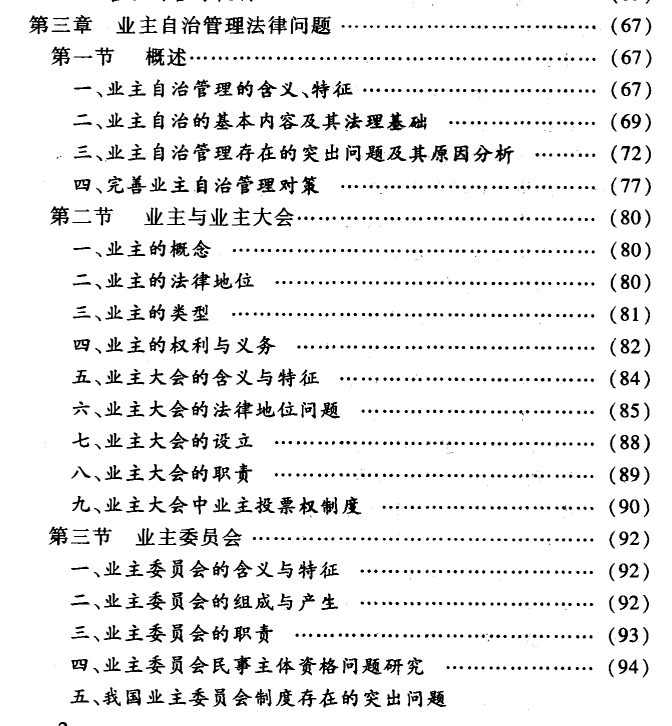 第三章 业主自治管理法律问题 …………………………… (67)
第一节 概述…………………………………………… (67)
一、业主自治管理的含义、特征 ………………………… (67)
二、业主自治的基本内容及其法理基础 ……………… (69)
三、业主自治管理存在的突出问题及其原因分析 ……… (72)
四、完善业主自治管理对策 …………………………… (77)
第二节 业主与业主大会………………………………… (80)
一、业主的概念 ………………………………………… (80)
二、业主的法律地位 …………………………………… (80)
三、业主的类型 ………………………………………… (81)
四、业主的权利与义务 ………………………………… (82)
五、业主大会的含义与特征 …………………………… (84)
六、业主大会的法律地位问题 ………………………… (85)
七、业主大会的设立 …………………………………… (88)
八、业主大会的职责 …………………………………… (89)
九、业主大会中业主投票权制度 ……………………… (90)
第三节 业主委员会 …………………………………… (92)
一、业主委员会的含义与特征 ………………………… (92)
二、业主委员会的组成与产生 ………………………… (92)
三、业主委员会的职责 ………………………………… (93)
四、业主委员会民事主体资格问题研究 ……………… (94)
五、我国业主委员会制度存在的突出问题